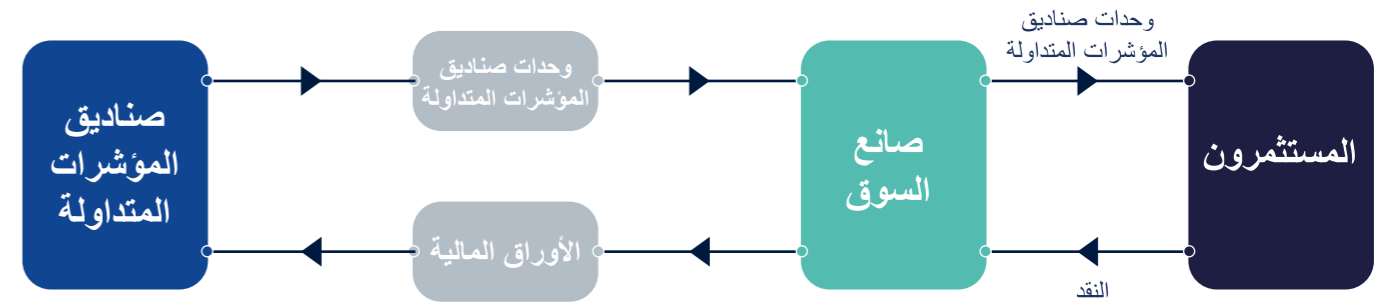 وحدات صناديق
المؤشرات المتداولة
المستثمرون
النقد
صانع
السوق
وحدات صناديق
المؤشرات المتداولة
الأوراق المالية
صناديق
المؤشرات
المتداولة